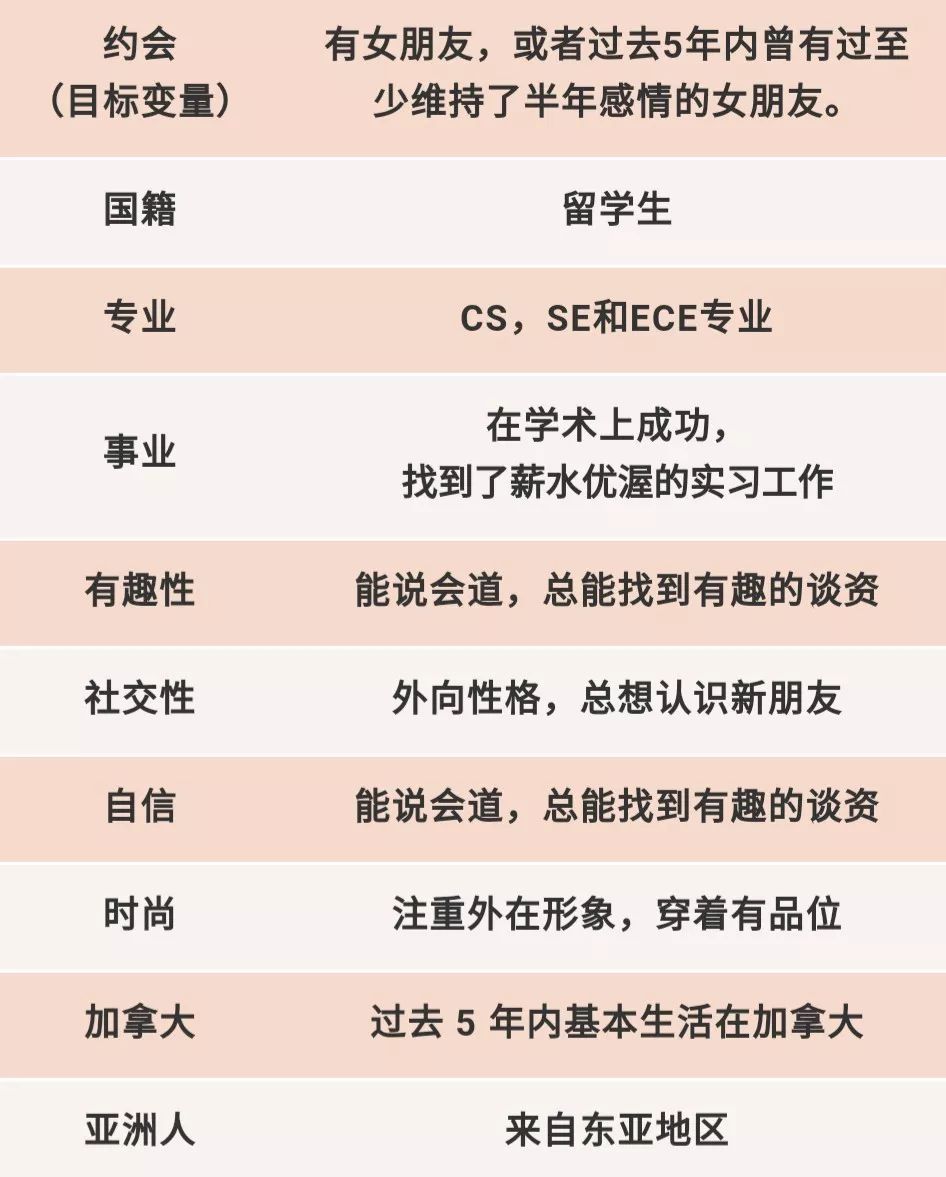 约会
（目标变量）
有女朋友，或者过去5年内曾有过至
少维持了半年感情的女朋友。
国籍
留学生
专业
CS，SE和ECE专业
事业
在学术上成功，
找到了薪水优渥的实习工作
有趣性
能说会道，总能找到有趣的谈资
社交性
外向性格，总想认识新朋友
自信
能说会道，总能找到有趣的谈资
时尚
注重外在形象，穿着有品位
加拿大
过去 5 年内基本生活在加拿大
亚洲人
来自东亚地区